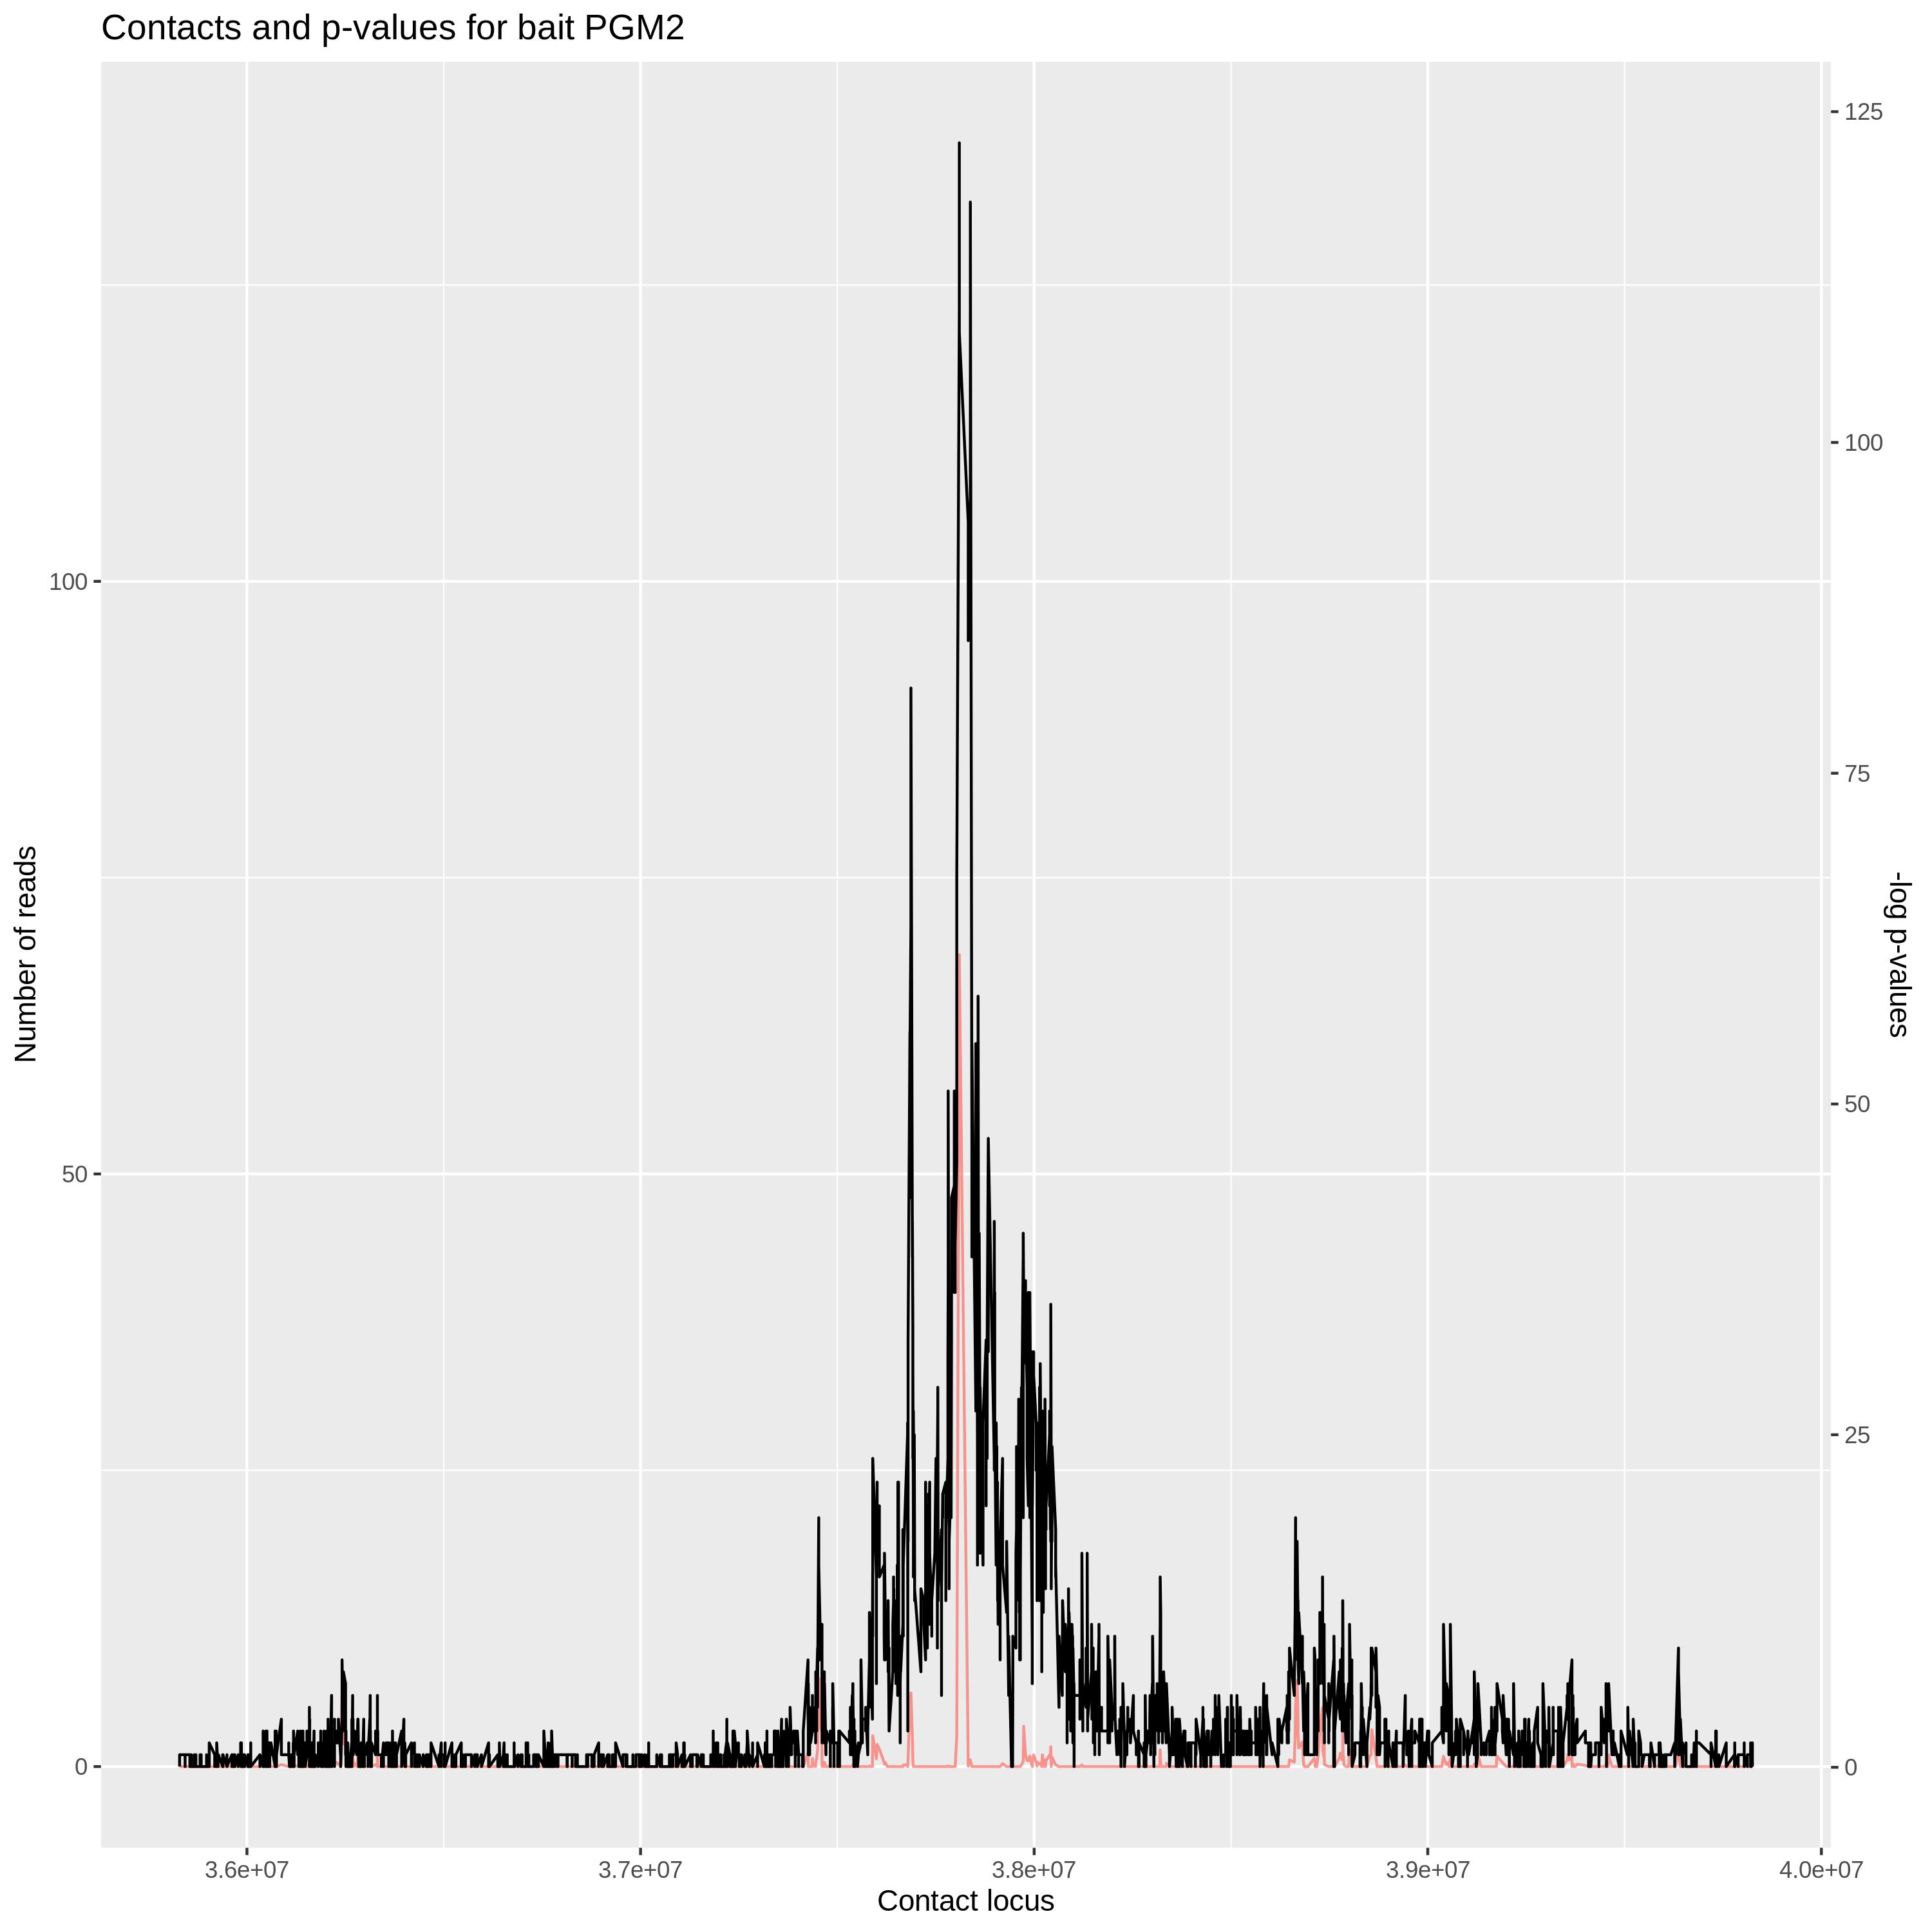 Contacts and p-values for bait PGM2
125
100
100
75
50
50
25
0
0
Number of reads
-log p-values
3.6e+07
3.7e+07
3.8e+07
3.9e+07
4.0e+07
Contact locus